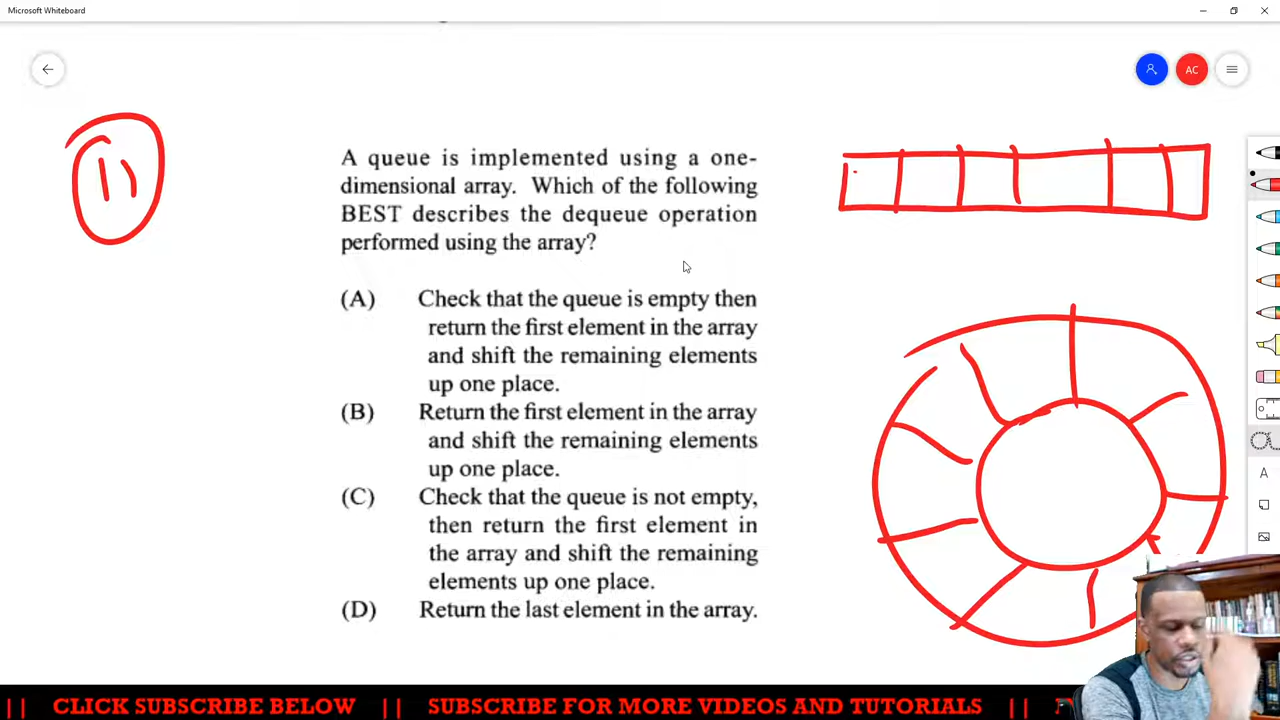 Microsoft Whiteboard
AC
11
A queue is implemented using a one-
dimensional array. Which of the following
BEST describes the dequeue operation
performed using the array?
(A) Check that the queue is empty then
return the first element in the array
and shift the remaining elements
up one place.
(B) Return the first element in the array
and shift the remaining elements
up one place.
(C) Check that the queue is not empty,
then return the first element in
the array and shift the remaining
elements up one place.
(D) Return the last element in the array.
A
|| CLICK SUBSCRIBE BELOW || SUBSCRIBE FOR MORE VIDEOS AND TUTORIALS ||